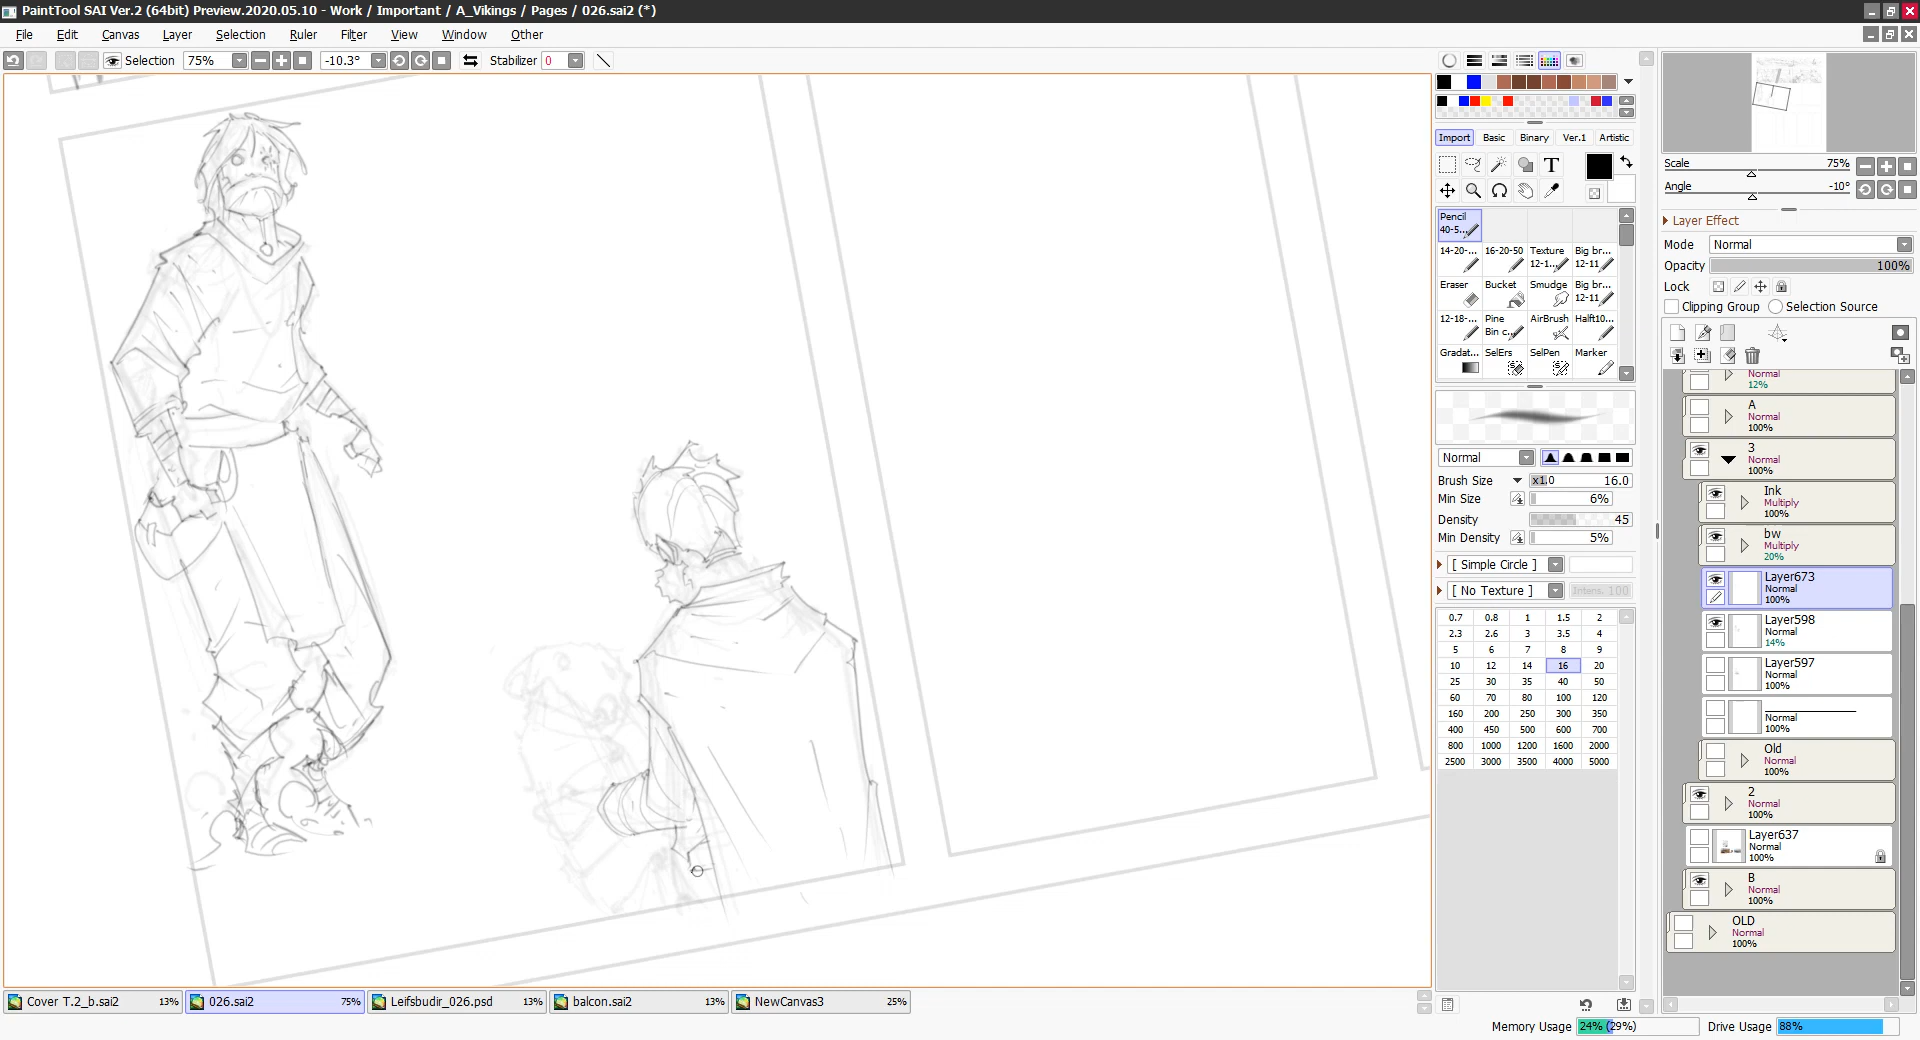 PaintTool SAI Ver.2 (64bit) Preview.2020.05.10 - Work / Important / A_Vikings / Pages / 026.sai2 (*)
File Edit Canvas Layer Selection Ruler Filter View Window Other
Selection 75% -10.3° Stabilizer 0
Import Basic Binary Ver.1 Artistic
Scale 75%
Angle -10°
Layer Effect
Mode Normal
Opacity 100%
Lock
Clipping Group Selection Source
Pencil
40-5...
14-20-... 16-20-50 Texture 12-1... Big br... 12-11
Eraser Bucket Smudge Big br... 12-11
12-18-... Pine Bin c... AirBrush Halft10...
Gradat... SelErs SelPen Marker
Normal
Brush Size x1.0 16.0
Min Size 6%
Density 45
Min Density 5%
[ Simple Circle ]
[ No Texture ] Intens. 100
0.7 0.8 1 1.5 2
2.3 2.6 3 3.5 4
5 6 7 8 9
10 12 14 16 20
25 30 35 40 50
60 70 80 100 120
160 200 250 300 350
400 450 500 600 700
800 1000 1200 1600 2000
2500 3000 3500 4000 5000
Normal
12%
A
Normal
100%
3
Normal
100%
Ink
Multiply
100%
bw
Multiply
20%
Layer673
Normal
100%
Layer598
Normal
14%
Layer597
Normal
100%
Normal
100%
Old
Normal
100%
2
Normal
100%
Layer637
Normal
100%
B
Normal
100%
OLD
Normal
100%
Cover T.2_b.sai2 13% 026.sai2 75% Leifsbudir_026.psd 13% balcon.sai2 13% NewCanvas3 25%
Memory Usage 24% (29%) Drive Usage 88%